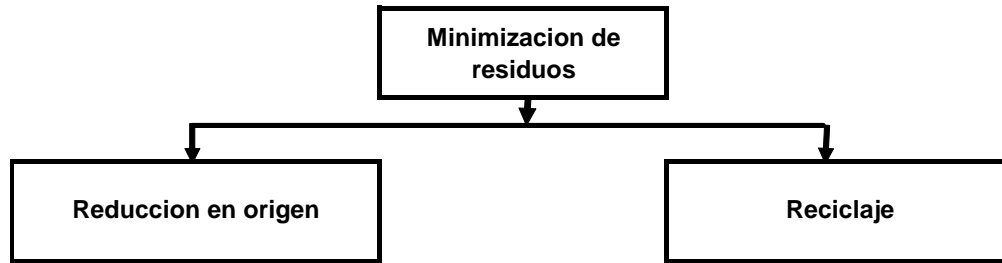 Minimizacion de
residuos
Reduccion en origen
Reciclaje